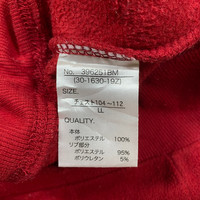 No. 396251BM
(30-1630-19Z)
SIZE.
チェスト104～112
LL
QUALITY.
本体
ポリエステル 100%
リブ部分
ポリエステル 95%
ポリウレタン 5%